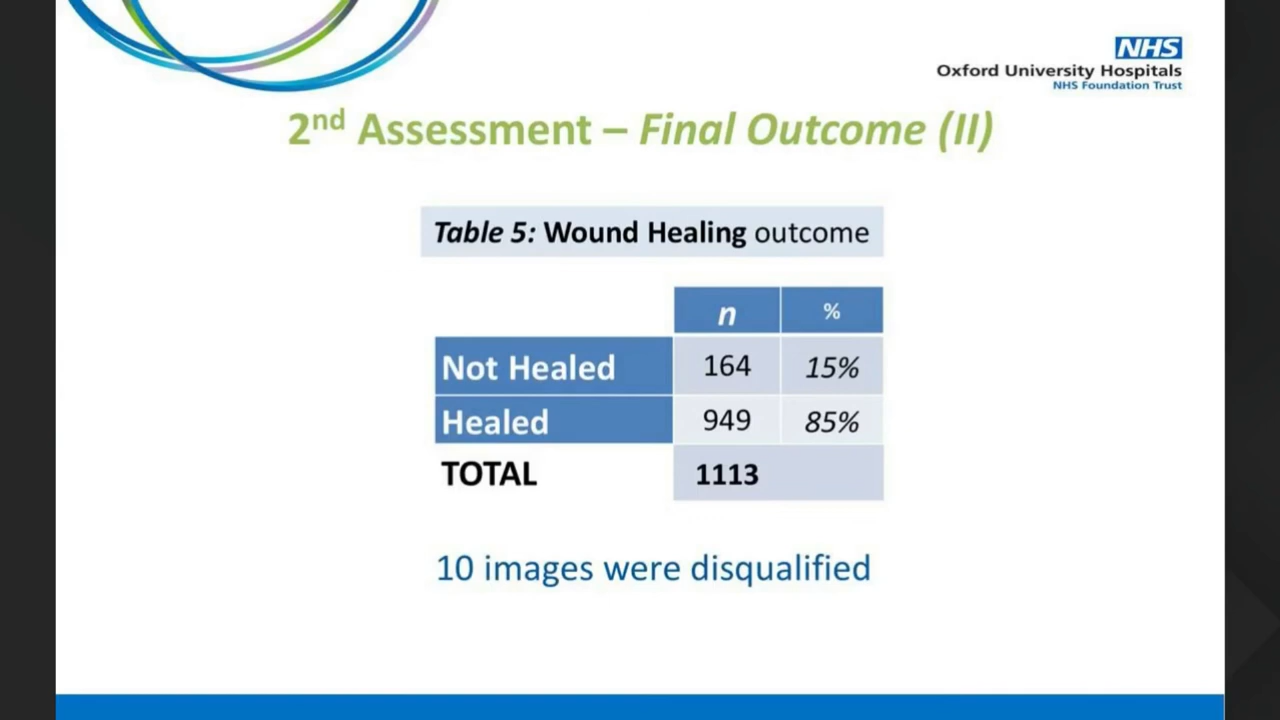 NHS
Oxford University Hospitals
NHS Foundation Trust
2nd Assessment – Final Outcome (II)
Table 5: Wound Healing outcome
n %
Not Healed 164 15%
Healed 949 85%
TOTAL 1113
10 images were disqualified